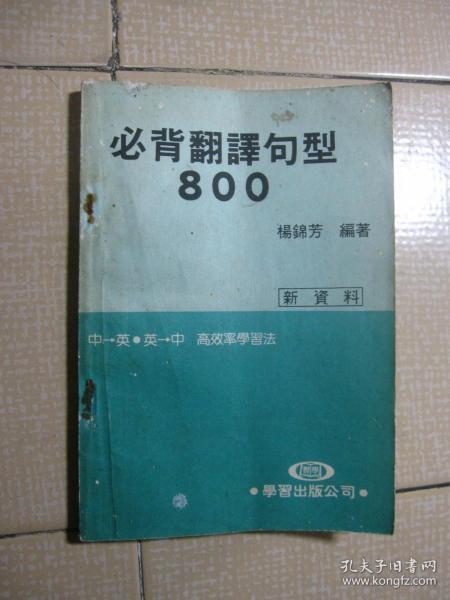 必背翻譯句型
800
楊錦芳 編著
新資料
中→英●英→中 高效率學習法
學習
•學習出版公司•
孔夫子旧书网
www.kongfz.com